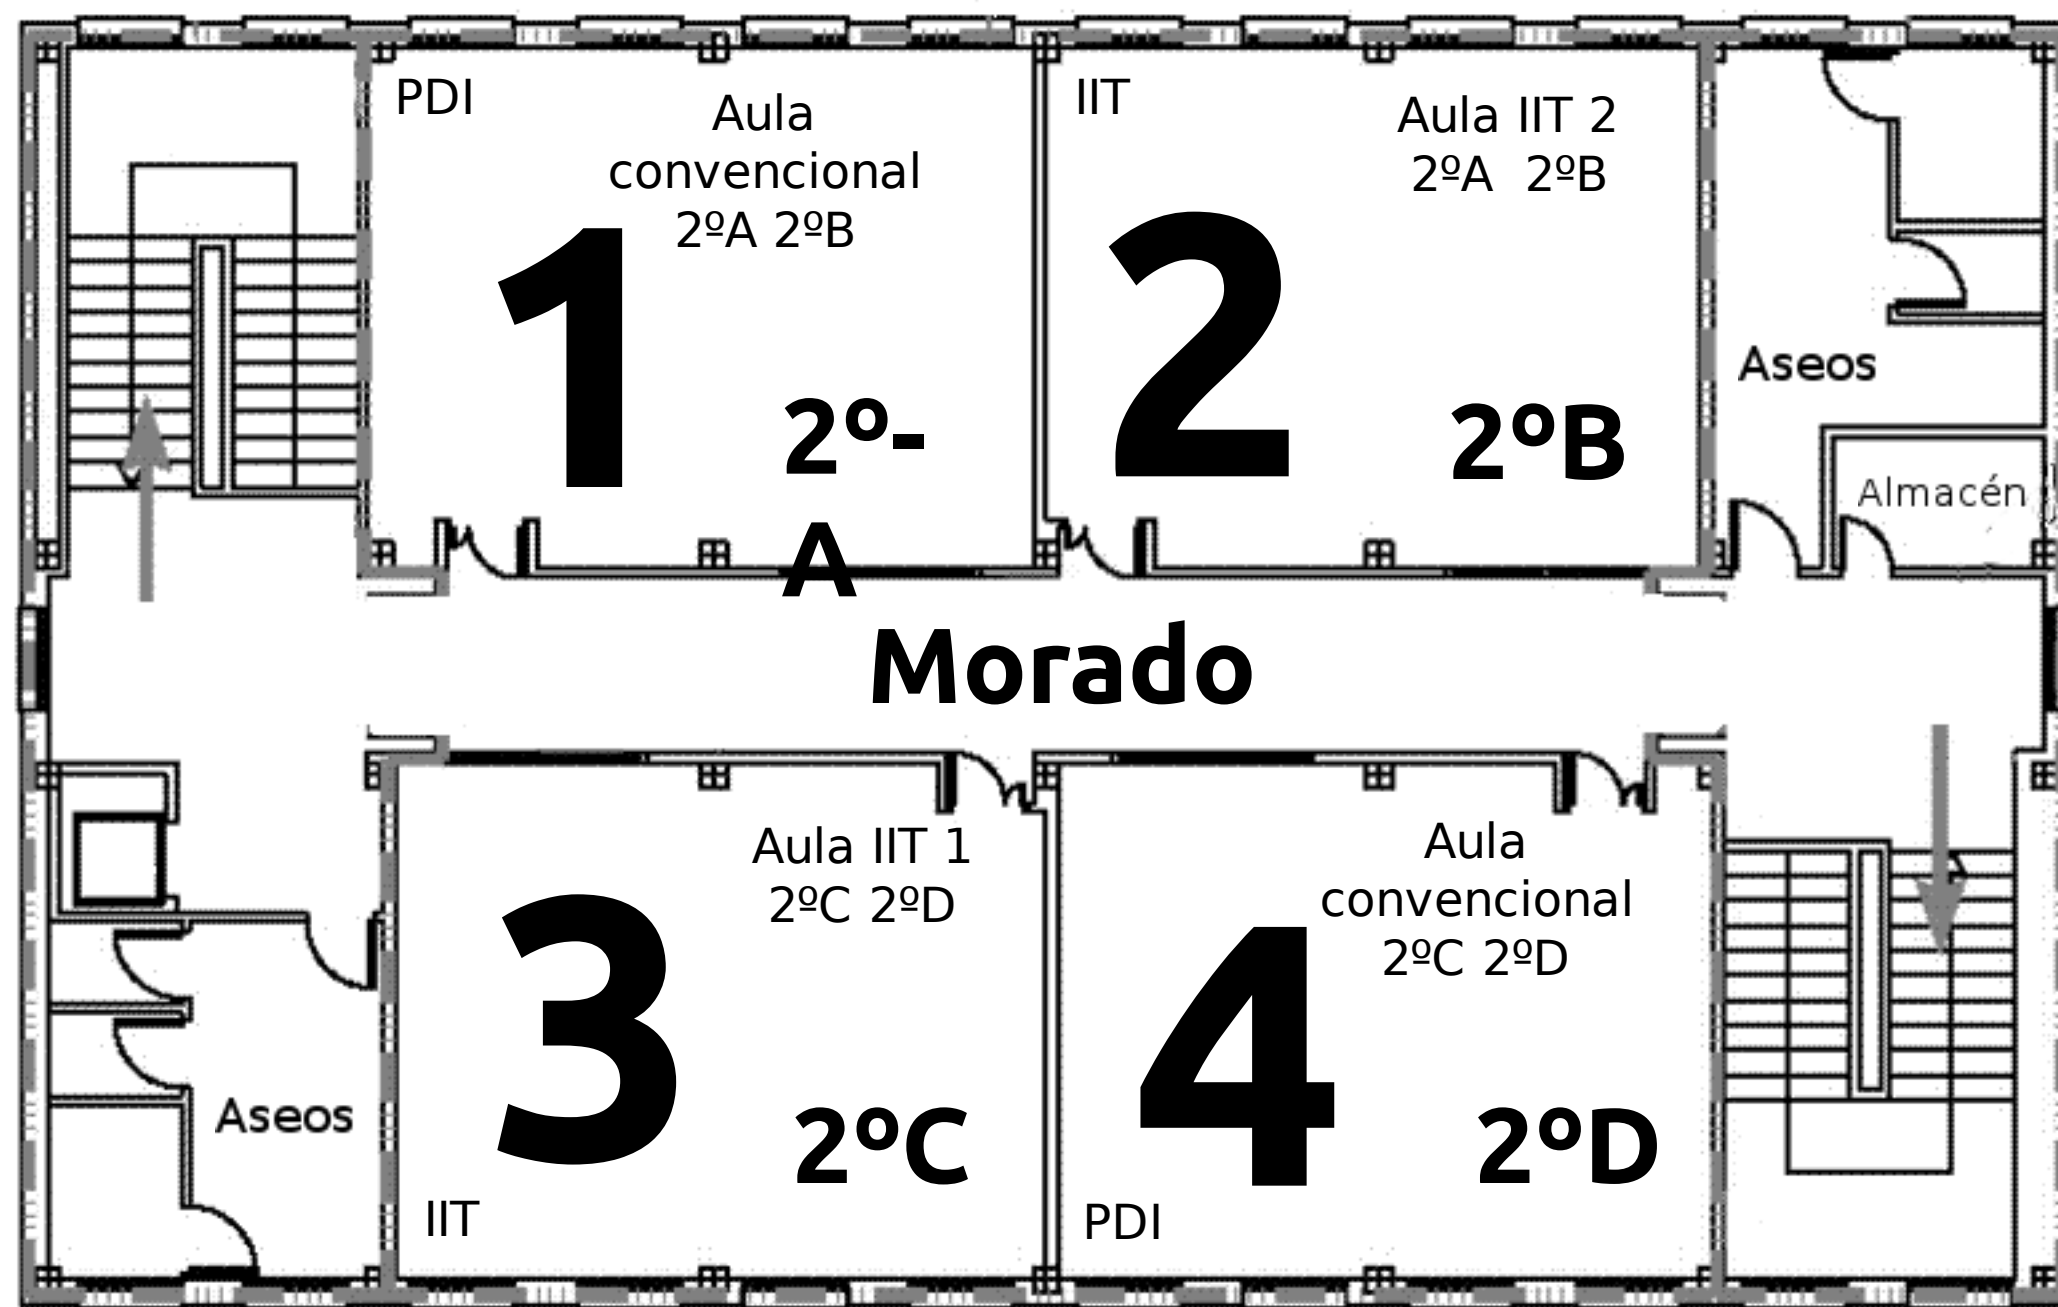 PDI
Aula
convencional
2ºA 2ºB
1
2º-
A
IIT
Aula IIT 2
2ºA 2ºB
2
2ºB
Aseos
Almacén
Morado
Aula IIT 1
2ºC 2ºD
3
2ºC
IIT
Aula
convencional
2ºC 2ºD
4
2ºD
PDI
Aseos